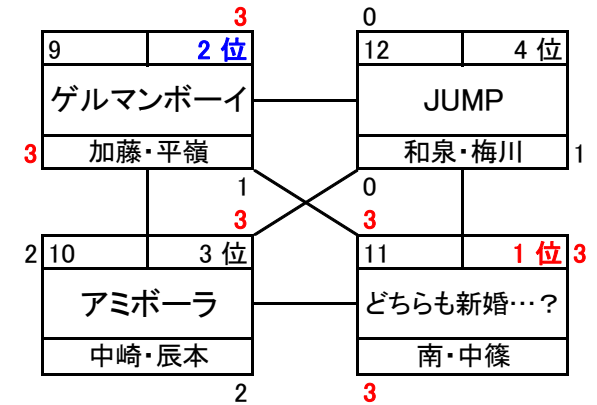 3 0
9 2 位 12 4 位
ゲルマンボーイ JUMP
3 加藤・平嶺 和泉・梅川 1
1 0
3 3
2 10 3 位 11 1 位 3
アミボーラ どちらも新婚…？
中崎・辰本 南・中篠
2 3